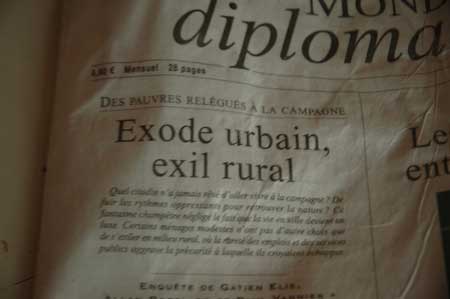 MOND
diploma
Mensuel 28 pages
DES PAUVRES RELÉGUÉS À LA CAMPAGNE
Exode urbain,
exil rural
Quel citadin n'a jamais rêvé d'aller vivre à la campagne ? De
fuir les rythmes oppressants pour retrouver la nature ? Ce
fantasme champêtre néglige le fait que la vie en ville devient un
luxe. Certains ménages modestes n'ont pas d'autre choix que
de s'exiler en milieu rural, où la rareté des emplois et des services
publics aggrave la précarité à laquelle ils croyaient échapper.
ENQUÊTE DE GATIEN ELIE,
Le
ent